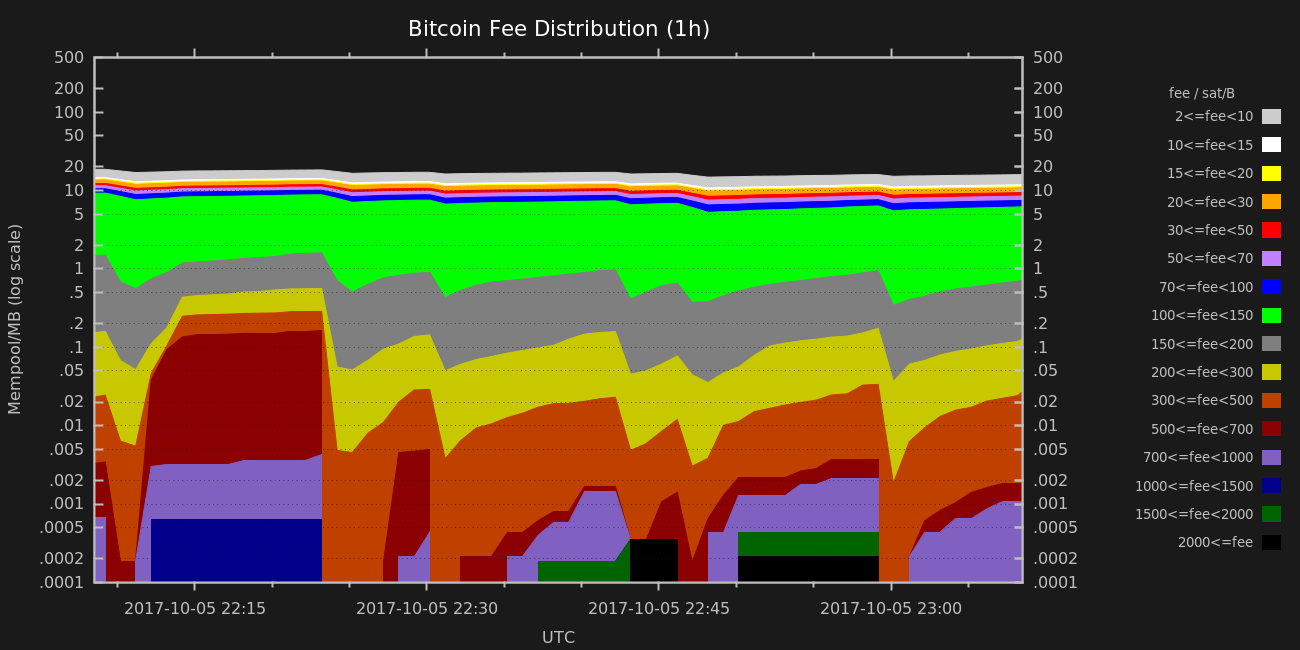 Bitcoin Fee Distribution (1h)
Mempool/MB (log scale)
500
200
100
50
20
10
5
2
1
.5
.2
.1
.05
.02
.01
.005
.002
.001
.0005
.0002
.0001
500
200
100
50
20
10
5
2
1
.5
.2
.1
.05
.02
.01
.005
.002
.001
.0005
.0002
.0001
2017-10-05 22:15
2017-10-05 22:30
2017-10-05 22:45
2017-10-05 23:00
UTC
fee / sat/B
2<=fee<10
10<=fee<15
15<=fee<20
20<=fee<30
30<=fee<50
50<=fee<70
70<=fee<100
100<=fee<150
150<=fee<200
200<=fee<300
300<=fee<500
500<=fee<700
700<=fee<1000
1000<=fee<1500
1500<=fee<2000
2000<=fee